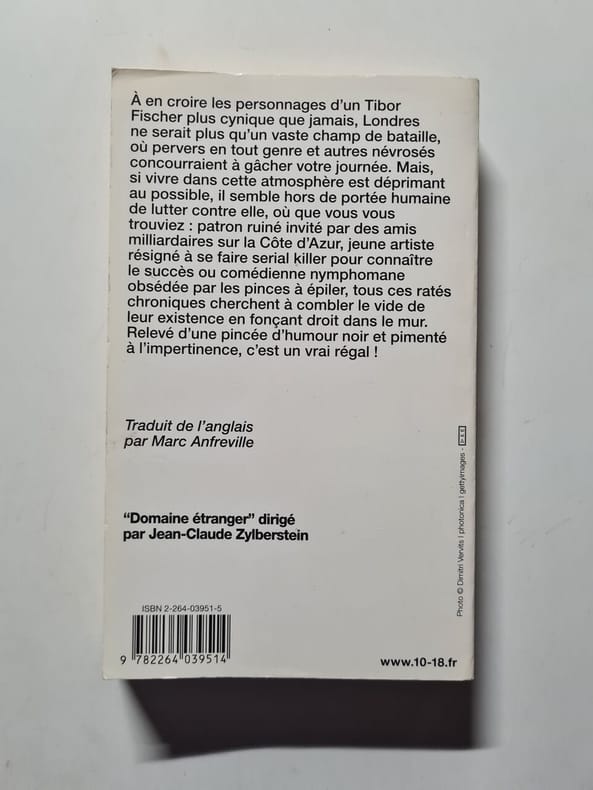 À en croire les personnages d'un Tibor
Fischer plus cynique que jamais, Londres
ne serait plus qu'un vaste champ de bataille,
où pervers en tout genre et autres névrosés
concourraient à gâcher votre journée. Mais,
si vivre dans cette atmosphère est déprimant
au possible, il semble hors de portée humaine
de lutter contre elle, où que vous vous
trouviez : patron ruiné invité par des amis
milliardaires sur la Côte d'Azur, jeune artiste
résigné à se faire serial killer pour connaître
le succès ou comédienne nymphomane
obsédée par les pinces à épiler, tous ces ratés
chroniques cherchent à combler le vide de
leur existence en fonçant droit dans le mur.
Relevé d'une pincée d'humour noir et pimenté
à l'impertinence, c'est un vrai régal !
Traduit de l'anglais
par Marc Anfreville
"Domaine étranger" dirigé
par Jean-Claude Zylberstein
ISBN 2-264-03951-5
9 782264 039514
www.10-18.fr
Photo © Dimitri Vervits | photonica | gettyimages -